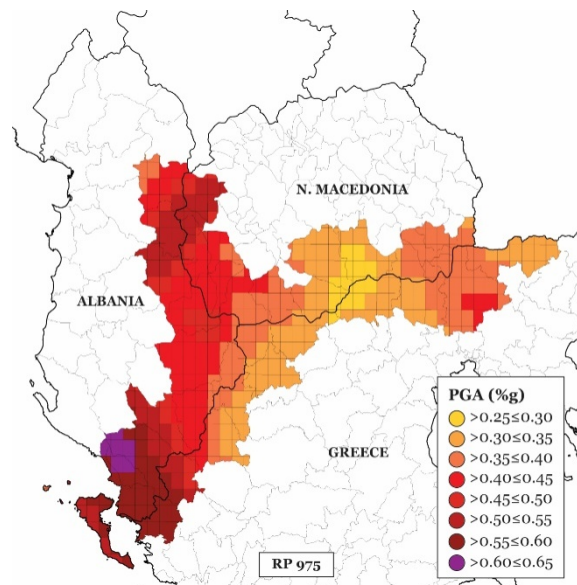 N. MACEDONIA
ALBANIA
GREECE
PGA (%g)
>0.25≤0.30
>0.30≤0.35
>0.35≤0.40
>0.40≤0.45
>0.45≤0.50
>0.50≤0.55
>0.55≤0.60
>0.60≤0.65
RP 975